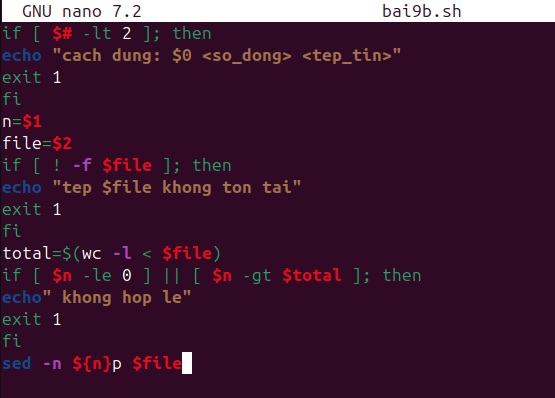 GNU nano 7.2 bai9b.sh
if [ $# -lt 2 ]; then
echo "cach dung: $0 <so_dong> <tep_tin>"
exit 1
fi
n=$1
file=$2
if [ ! -f $file ]; then
echo "tep $file khong ton tai"
exit 1
fi
total=$(wc -l < $file)
if [ $n -le 0 ] || [ $n -gt $total ]; then
echo" khong hop le"
exit 1
fi
sed -n ${n}p $file